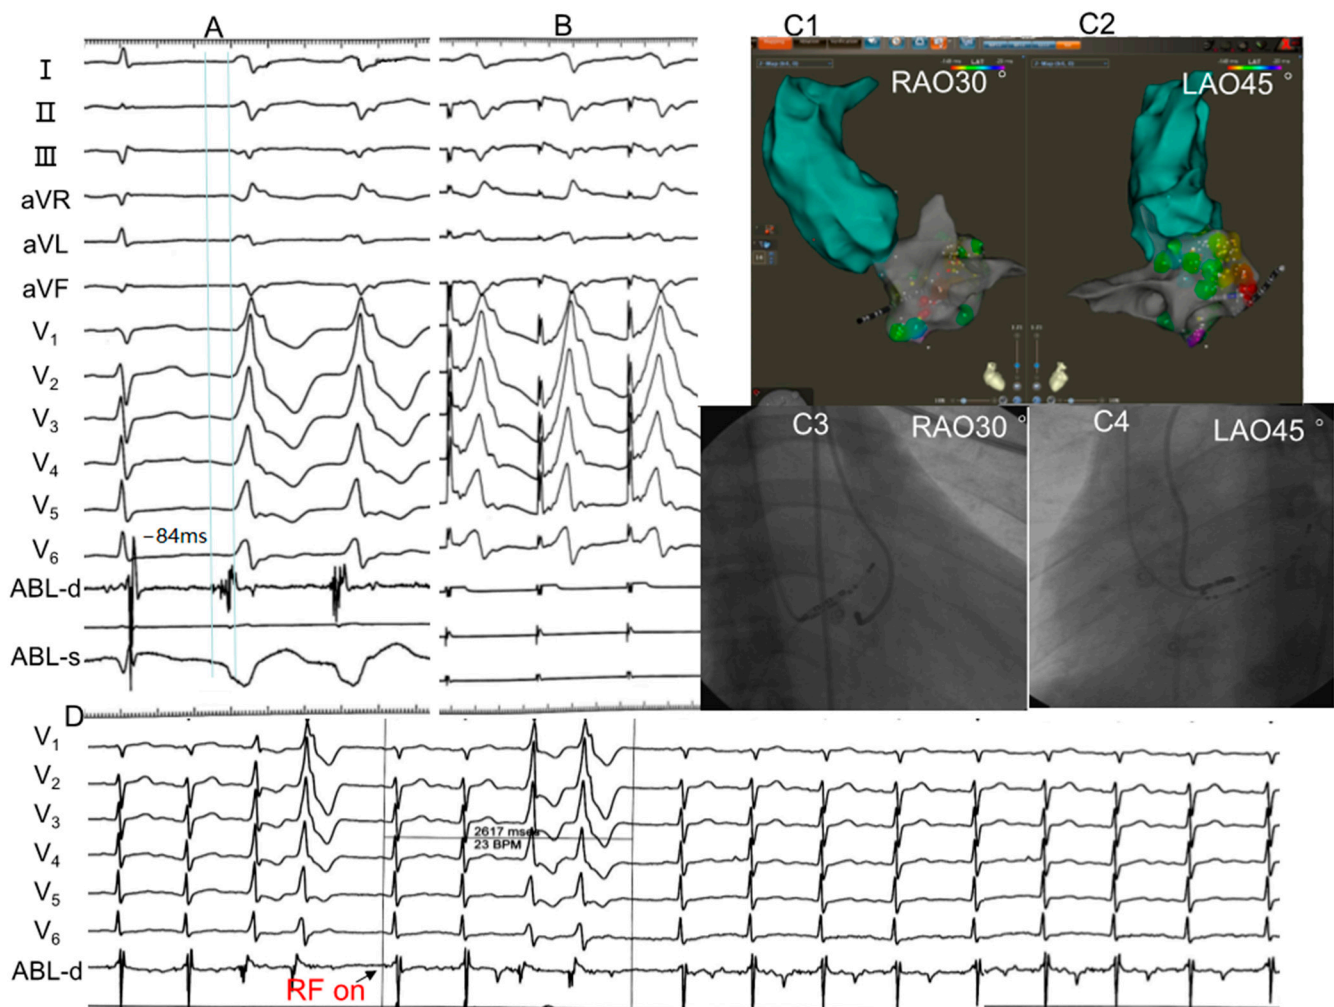 A
B
C1
C2
RAO30°
LAO45°
LAT
I
II
III
aVR
aVL
aVF
V1
V2
V3
V4
V5
V6
−84ms
ABL-d
ABL-s
C3
RAO30°
C4
LAO45°
D
V1
V2
V3
V4
V5
V6
ABL-d
2617 msec
23 BPM
RF on